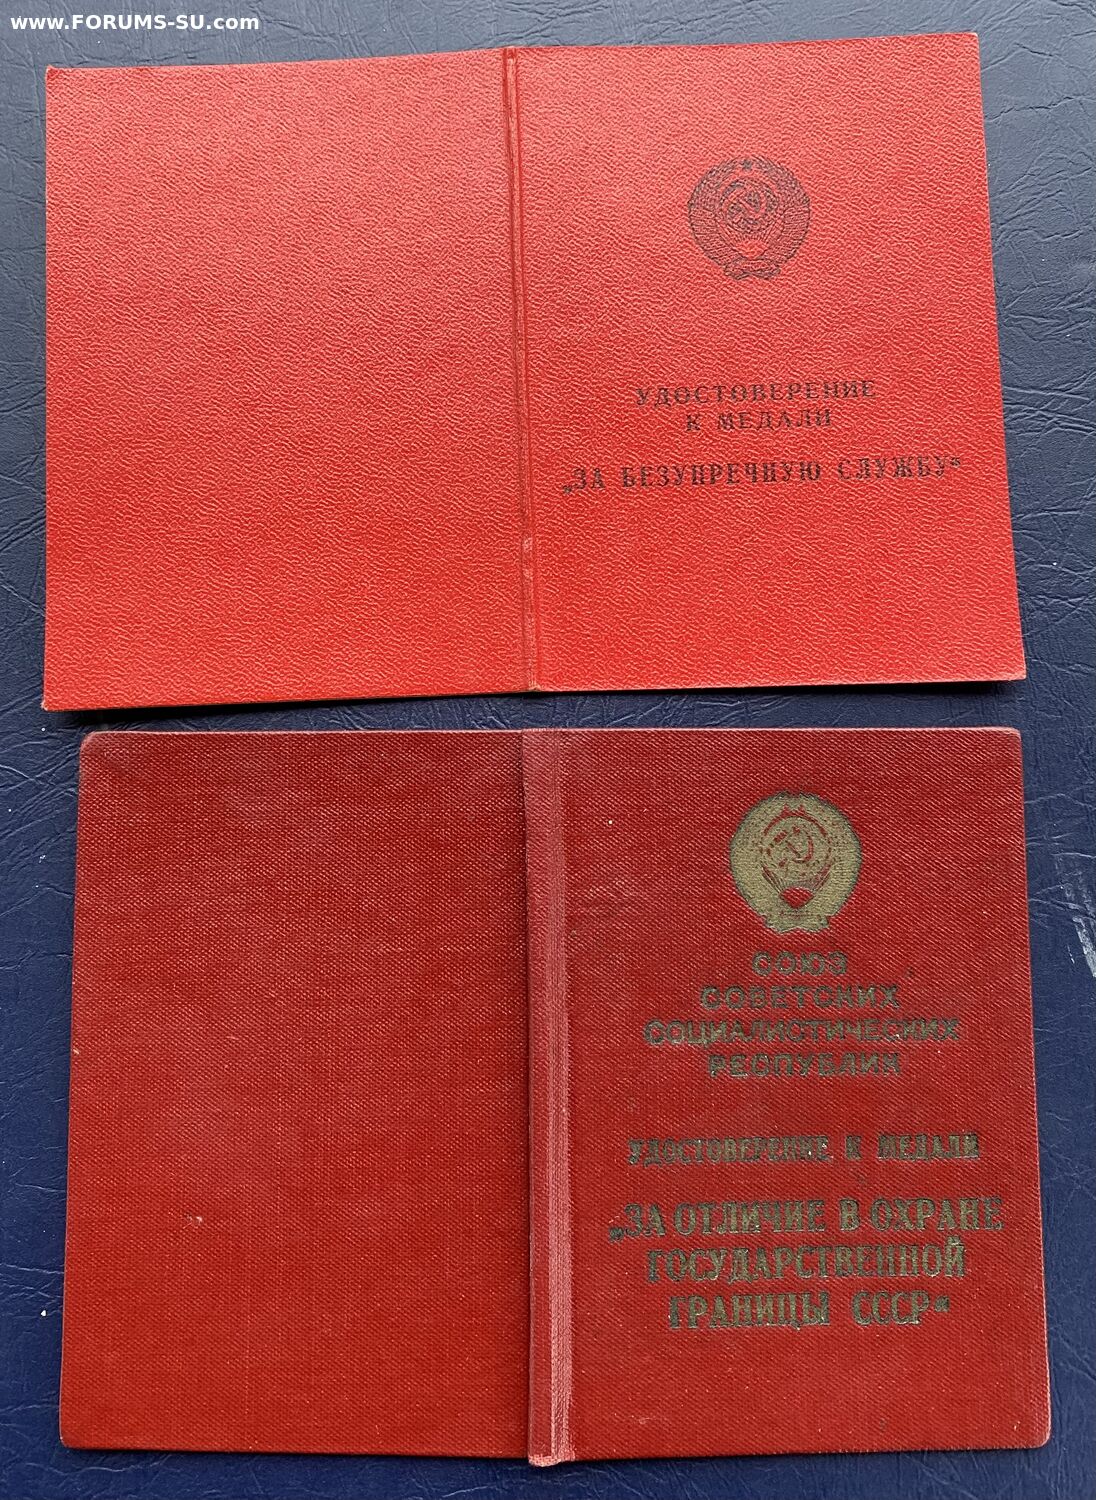 www.FORUMS-SU.com
УДОСТОВЕРЕНИЕ
К МЕДАЛИ
„ЗА БЕЗУПРЕЧНУЮ СЛУЖБУ“
СОЮЗ
СОВЕТСКИХ
СОЦИАЛИСТИЧЕСКИХ
РЕСПУБЛИК
УДОСТОВЕРЕНИЕ К МЕДАЛИ
„ЗА ОТЛИЧИЕ В ОХРАНЕ
ГОСУДАРСТВЕННОЙ
ГРАНИЦЫ СССР“